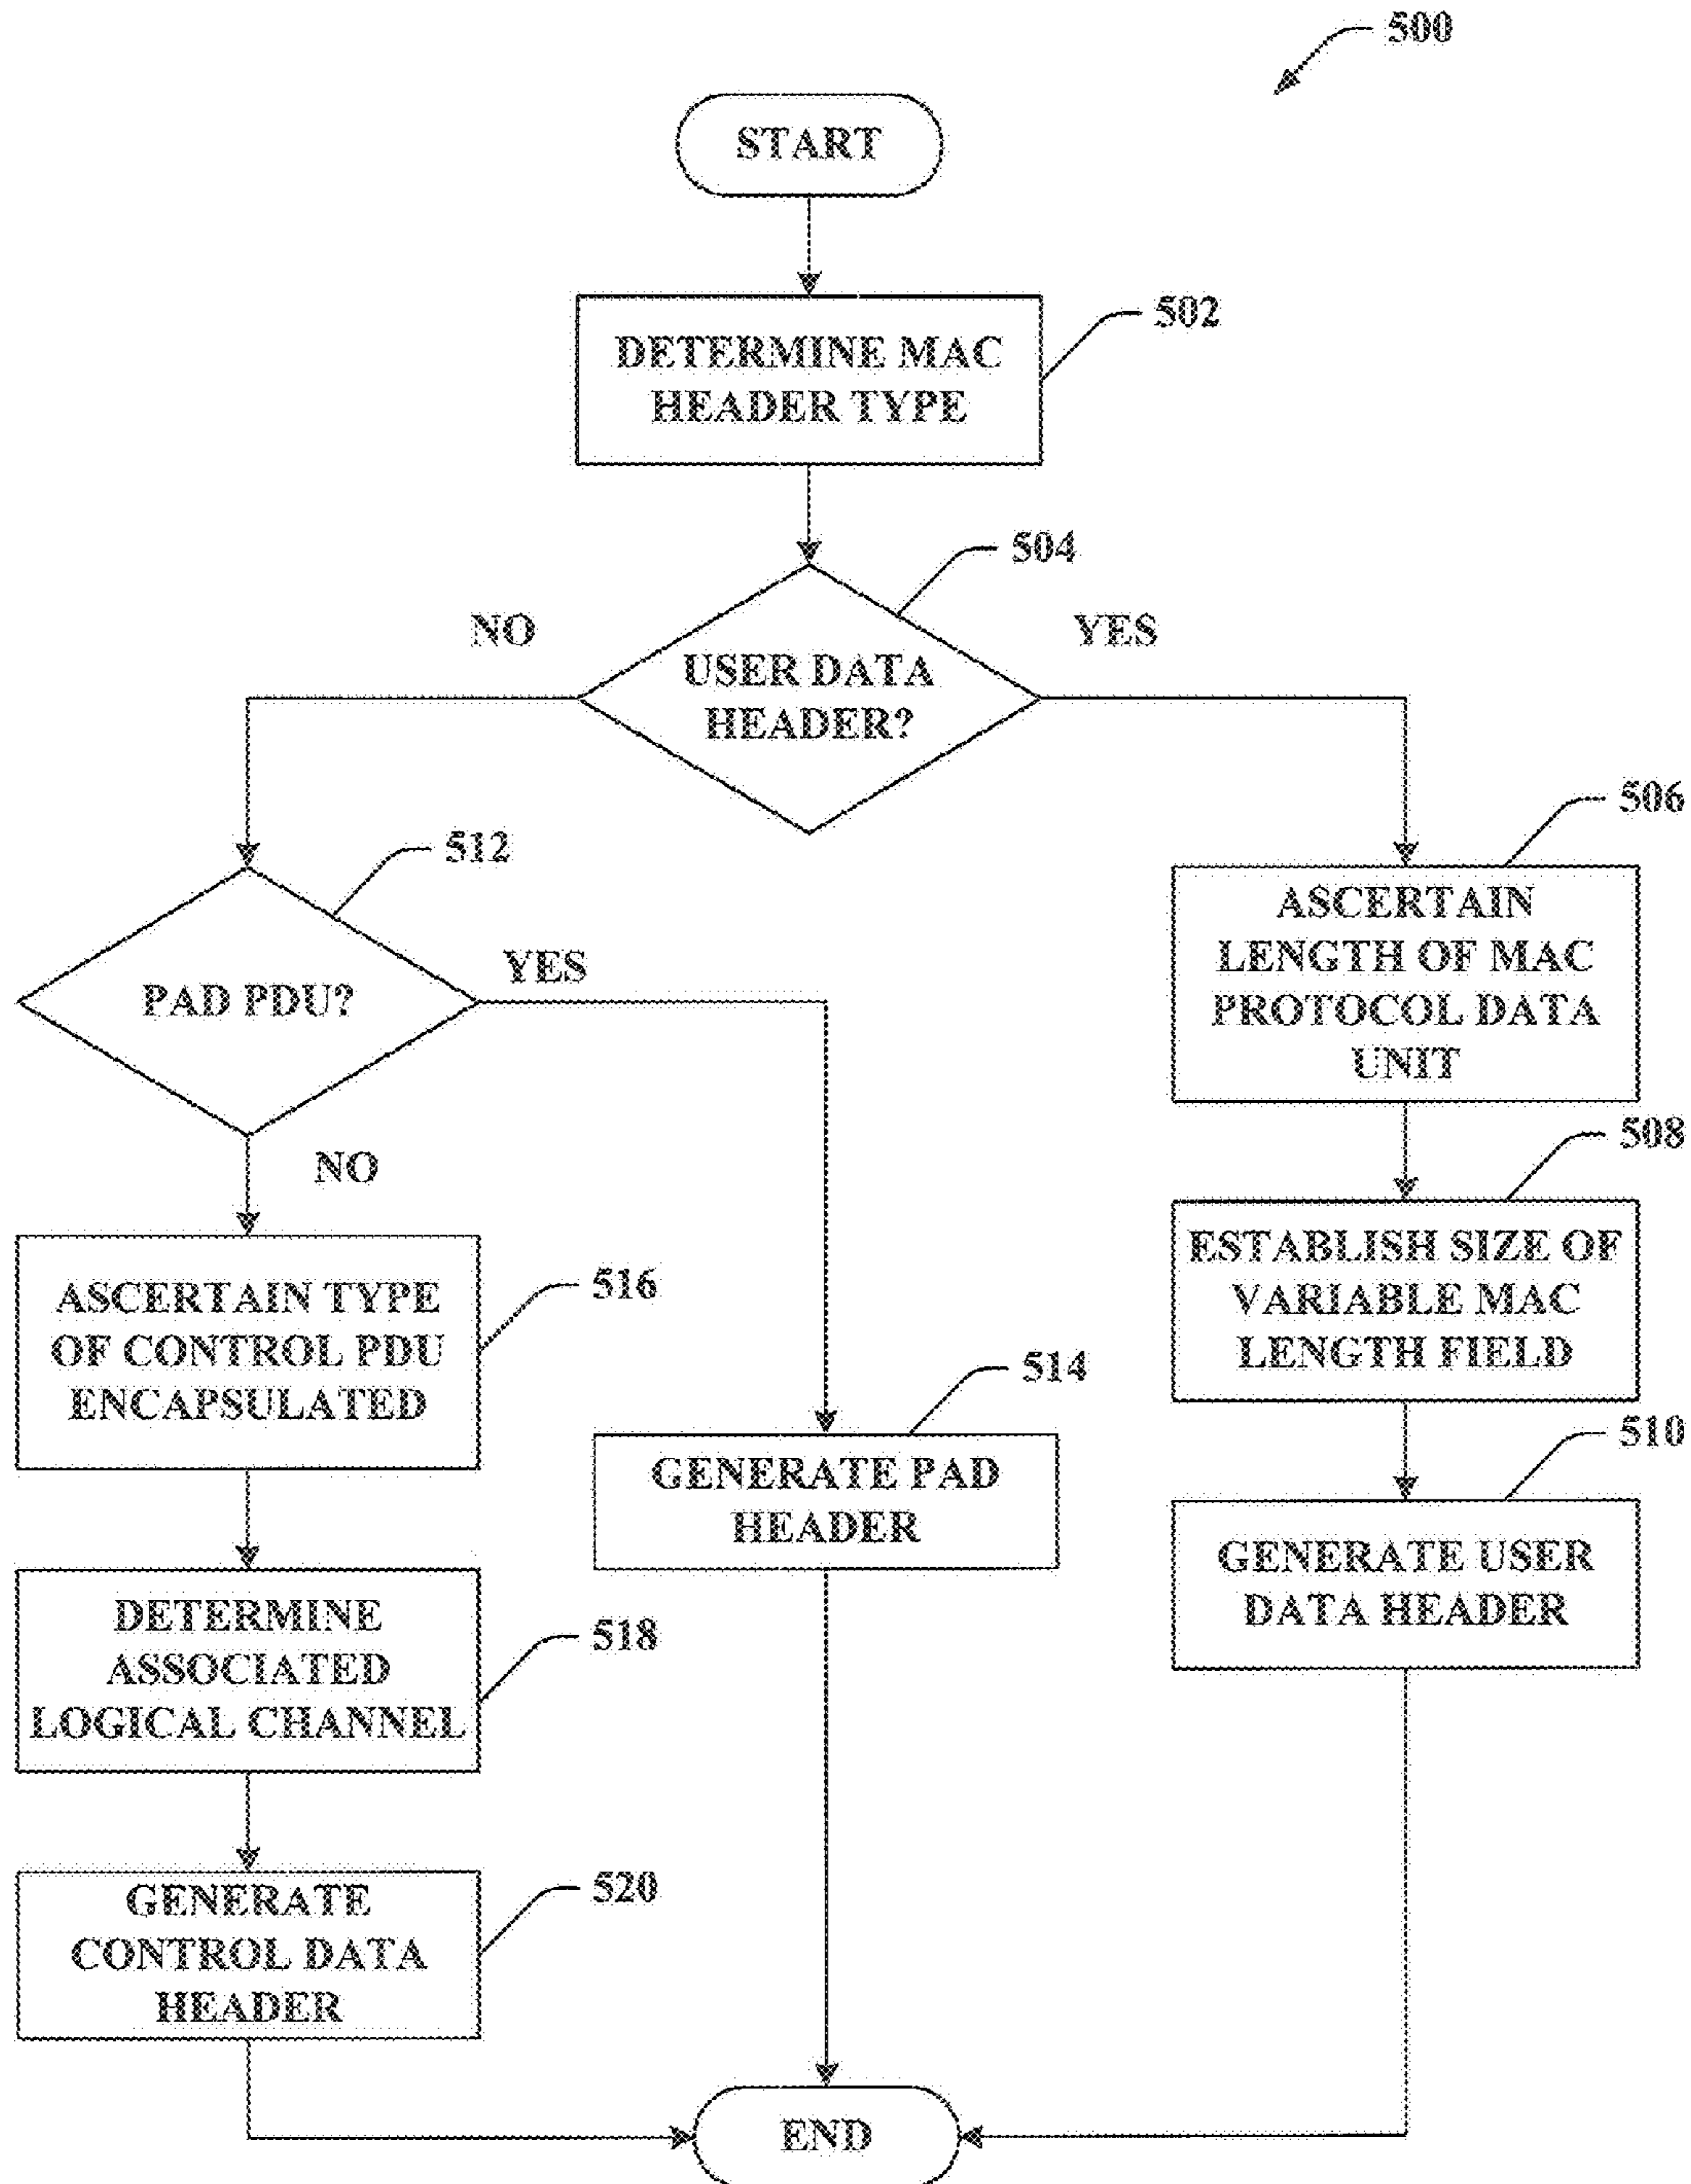 500
START
502
DETERMINE MAC
HEADER TYPE
504
NO
YES
USER DATA
HEADER?
506
ASCERTAIN
LENGTH OF MAC
PROTOCOL DATA
UNIT
508
ESTABLISH SIZE OF
VARIABLE MAC
LENGTH FIELD
510
GENERATE USER
DATA HEADER
512
PAD PDU?
YES
NO
514
GENERATE PAD
HEADER
516
ASCERTAIN TYPE
OF CONTROL PDU
ENCAPSULATED
518
DETERMINE
ASSOCIATED
LOGICAL CHANNEL
520
GENERATE
CONTROL DATA
HEADER
END